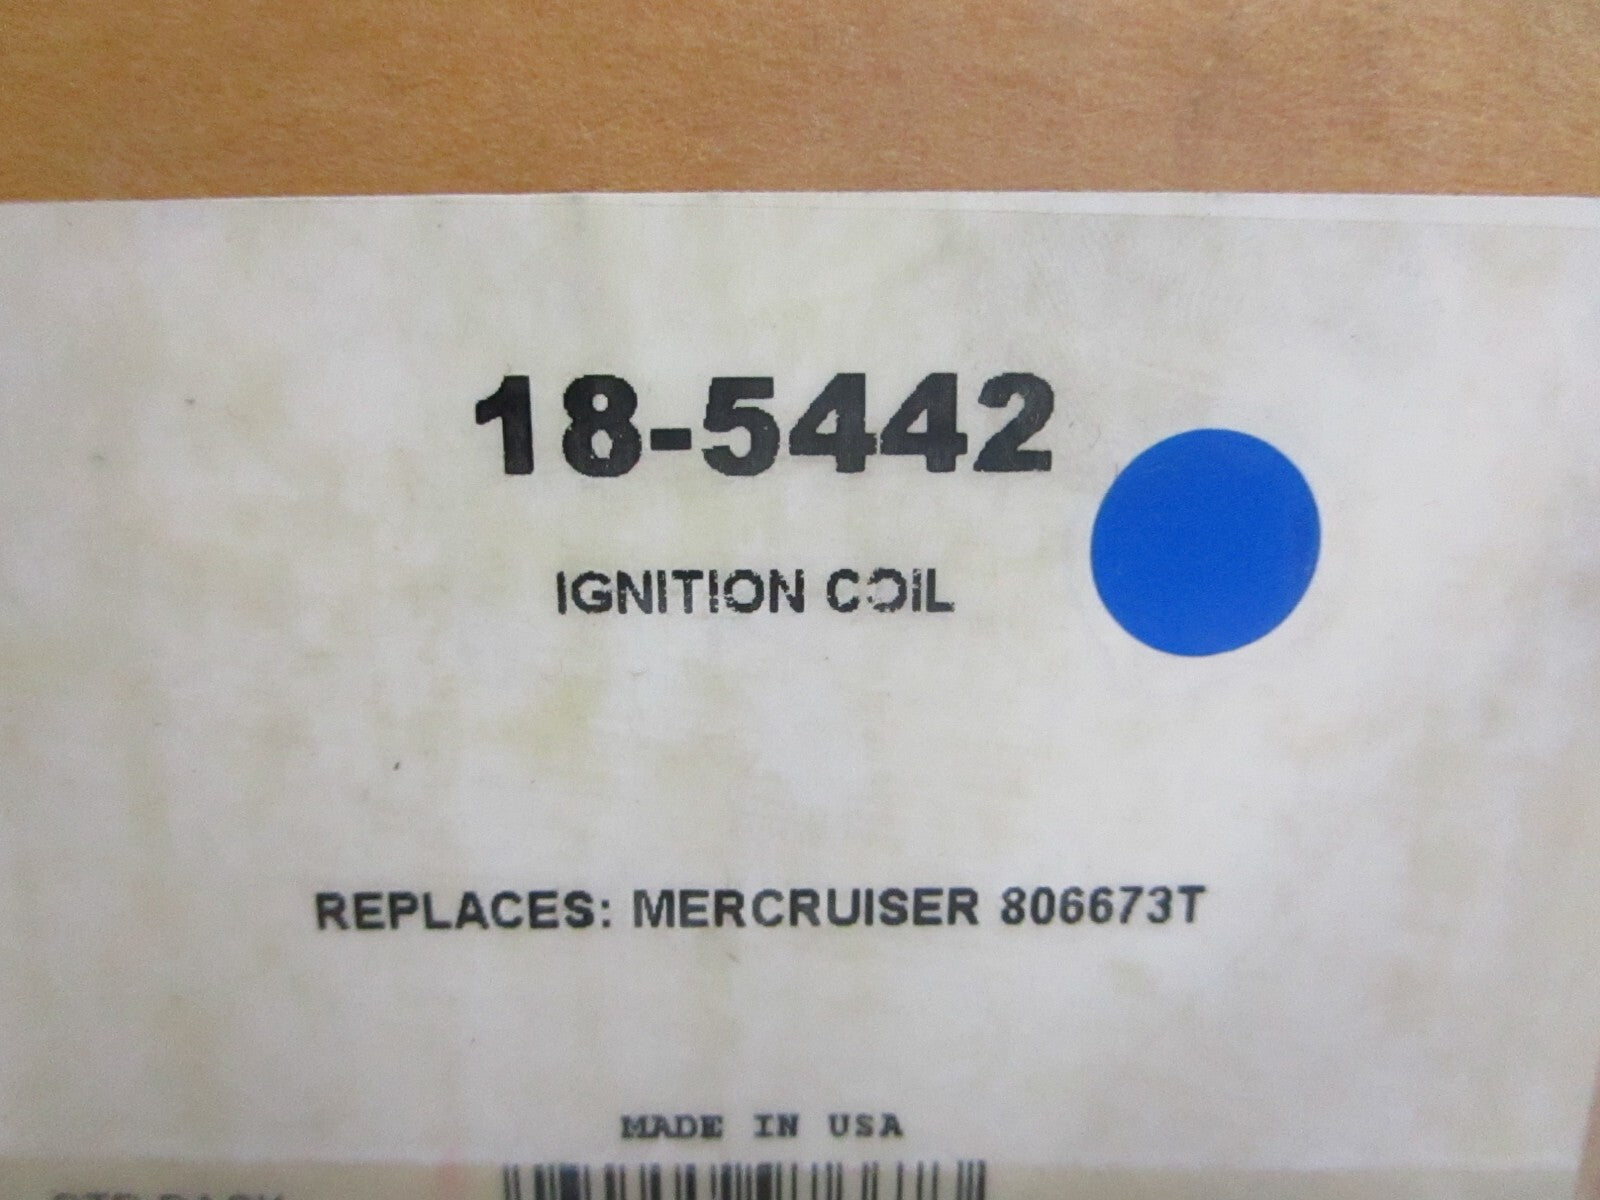 18-5442
IGNITION COIL
REPLACES: MERCRUISER 806673T
MADE IN USA